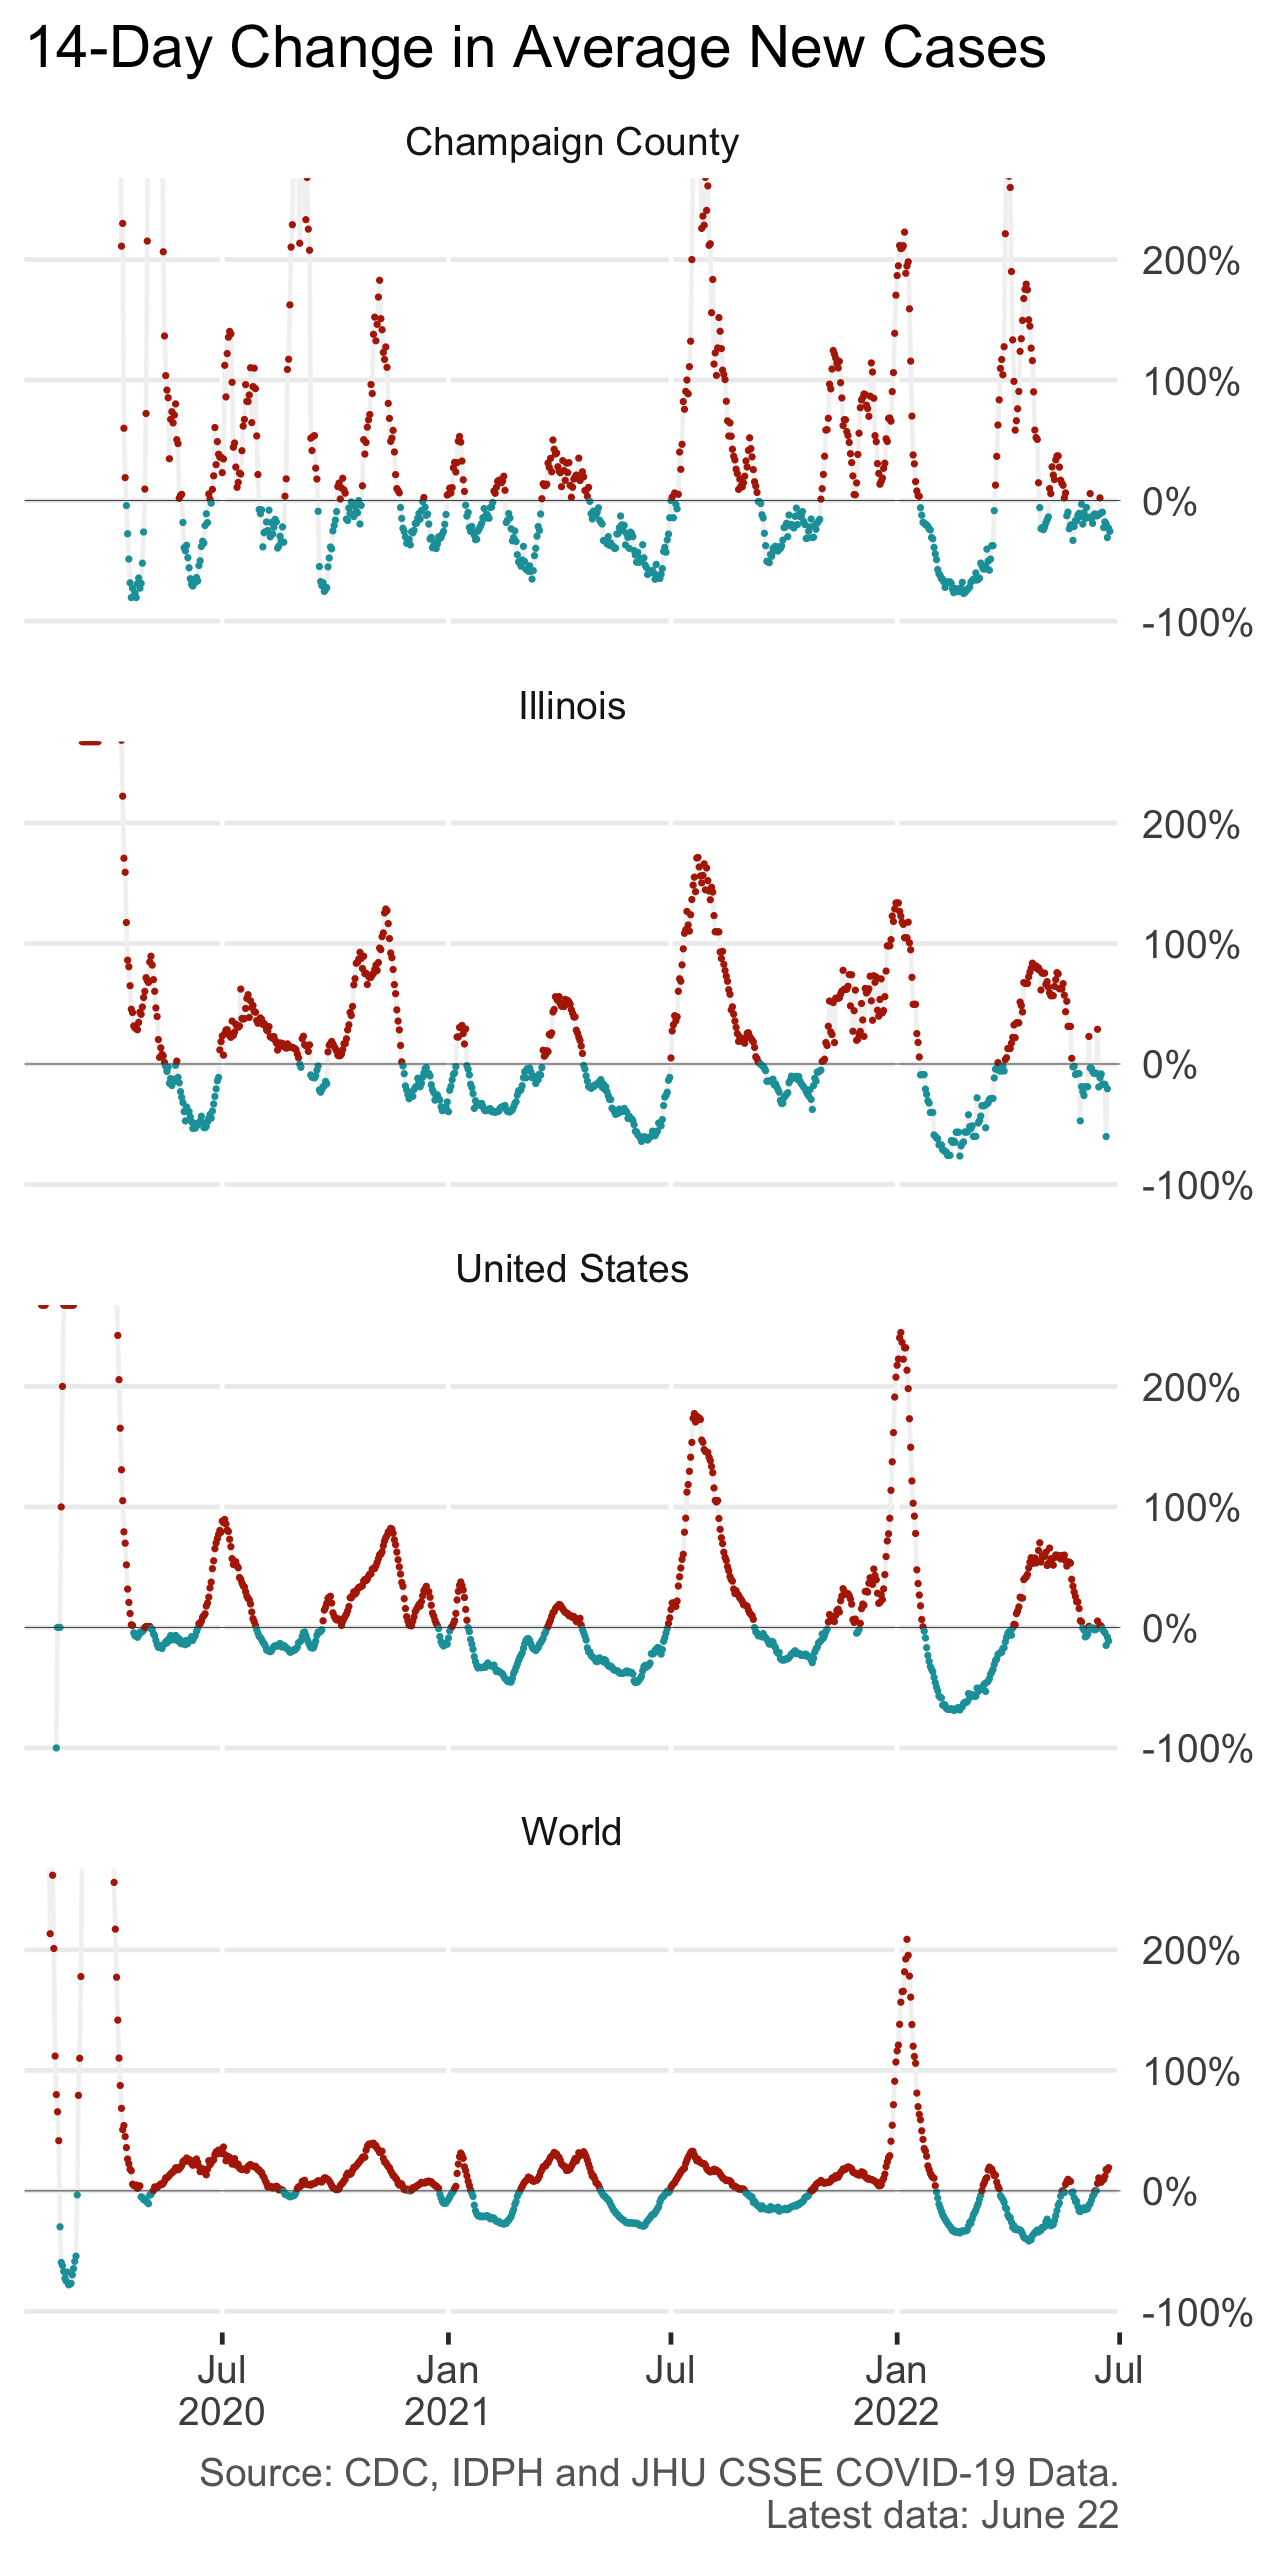 14-Day Change in Average New Cases
Champaign County
200%
100%
0%
-100%
Illinois
200%
100%
0%
-100%
United States
200%
100%
0%
-100%
World
200%
100%
0%
-100%
Jul Jan Jul Jan Jul
2020 2021 2022
Source: CDC, IDPH and JHU CSSE COVID-19 Data.
Latest data: June 22